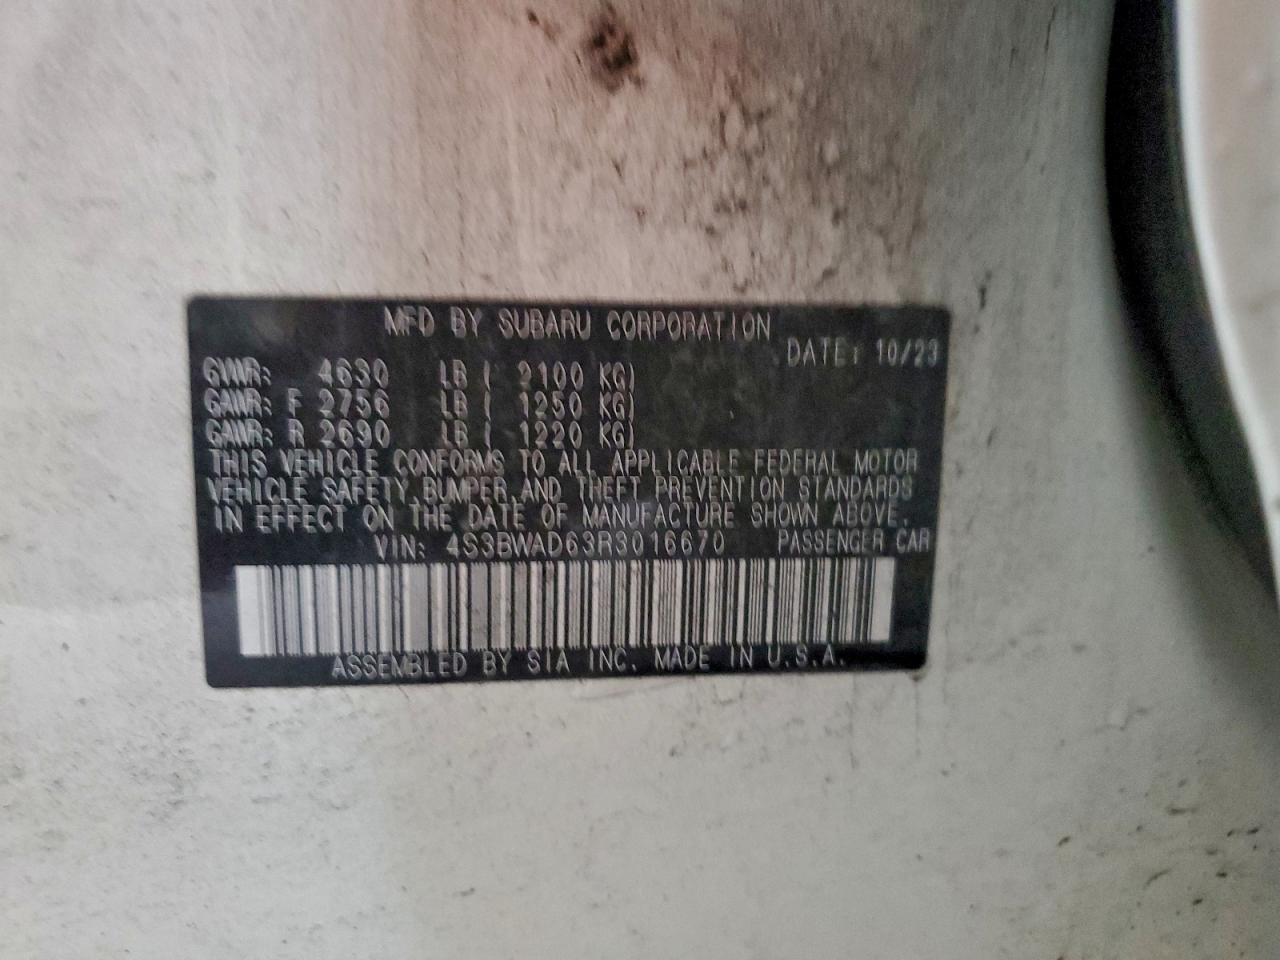 MFD BY SUBARU CORPORATION
DATE: 10/23
GVWR: 4630 LB ( 2100 KG)
GAWR: F 2756 LB ( 1250 KG)
GAWR: R 2690 LB ( 1220 KG)
THIS VEHICLE CONFORMS TO ALL APPLICABLE FEDERAL MOTOR
VEHICLE SAFETY,BUMPER,AND THEFT PREVENTION STANDARDS
IN EFFECT ON THE DATE OF MANUFACTURE SHOWN ABOVE.
VIN: 4S3BWAD63R3016670 PASSENGER CAR
ASSEMBLED BY SIA INC. MADE IN U.S.A.